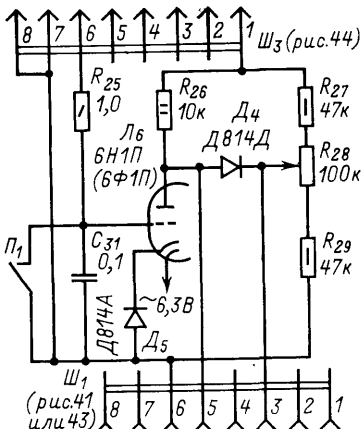 8 7 6 5 4 3 2 1
Ш3 (рис.44)
R25
1,0
R26
10к
R27
47к
Л6
6Н1П
(6Ф1П)
Д4
Д814Д
R28
100к
П1
C31
0,1
R29
47к
~6,3В
Д814А
Д5
Ш1
(рис.41
или 43)
8 7 6 5 4 3 2 1